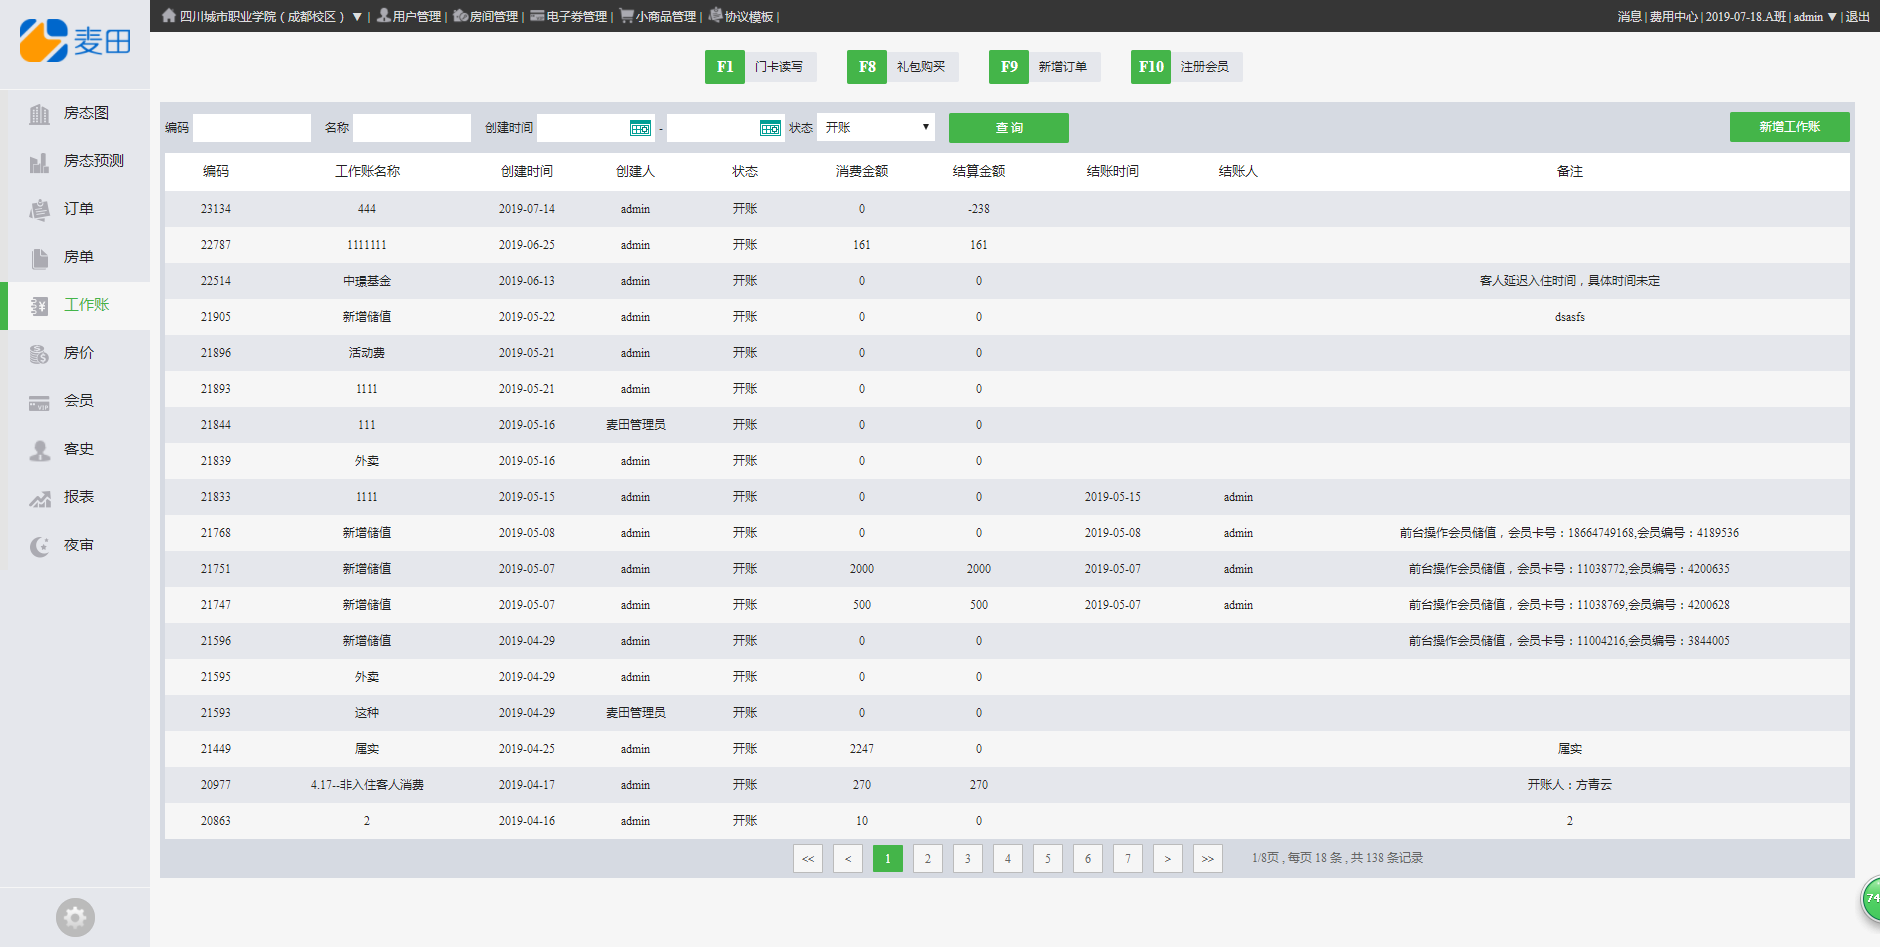 麦田
四川城市职业学院（成都校区） ▼ | 用户管理 | 房间管理 | 电子券管理 | 小商品管理 | 协议模板 |
消息 | 费用中心 | 2019-07-18.A班 | admin ▼ | 退出
F1 门卡读写 F8 礼包购买 F9 新增订单 F10 注册会员
房态图
房态预测
订单
房单
工作账
房价
会员
客史
报表
夜审
编码 名称 创建时间 - 状态 开账 查 询 新增工作账
编码 工作账名称 创建时间 创建人 状态 消费金额 结算金额 结账时间 结账人 备注
23134 444 2019-07-14 admin 开账 0 -238
22787 1111111 2019-06-25 admin 开账 161 161
22514 中璟基金 2019-06-13 admin 开账 0 0 客人延迟入住时间，具体时间未定
21905 新增储值 2019-05-22 admin 开账 0 0 dsasfs
21896 活动费 2019-05-21 admin 开账 0 0
21893 1111 2019-05-21 admin 开账 0 0
21844 111 2019-05-16 麦田管理员 开账 0 0
21839 外卖 2019-05-16 admin 开账 0 0
21833 1111 2019-05-15 admin 开账 0 0 2019-05-15 admin
21768 新增储值 2019-05-08 admin 开账 0 0 2019-05-08 admin 前台操作会员储值，会员卡号：18664749168,会员编号：4189536
21751 新增储值 2019-05-07 admin 开账 2000 2000 2019-05-07 admin 前台操作会员储值，会员卡号：11038772,会员编号：4200635
21747 新增储值 2019-05-07 admin 开账 500 500 2019-05-07 admin 前台操作会员储值，会员卡号：11038769,会员编号：4200628
21596 新增储值 2019-04-29 admin 开账 0 0 前台操作会员储值，会员卡号：11004216,会员编号：3844005
21595 外卖 2019-04-29 admin 开账 0 0
21593 这种 2019-04-29 麦田管理员 开账 0 0
21449 属实 2019-04-25 admin 开账 2247 0 属实
20977 4.17--非入住客人消费 2019-04-17 admin 开账 270 270 开账人：方青云
20863 2 2019-04-16 admin 开账 10 0 2
<< < 1 2 3 4 5 6 7 > >> 1/8页 , 每页 18 条 , 共 138 条记录
74